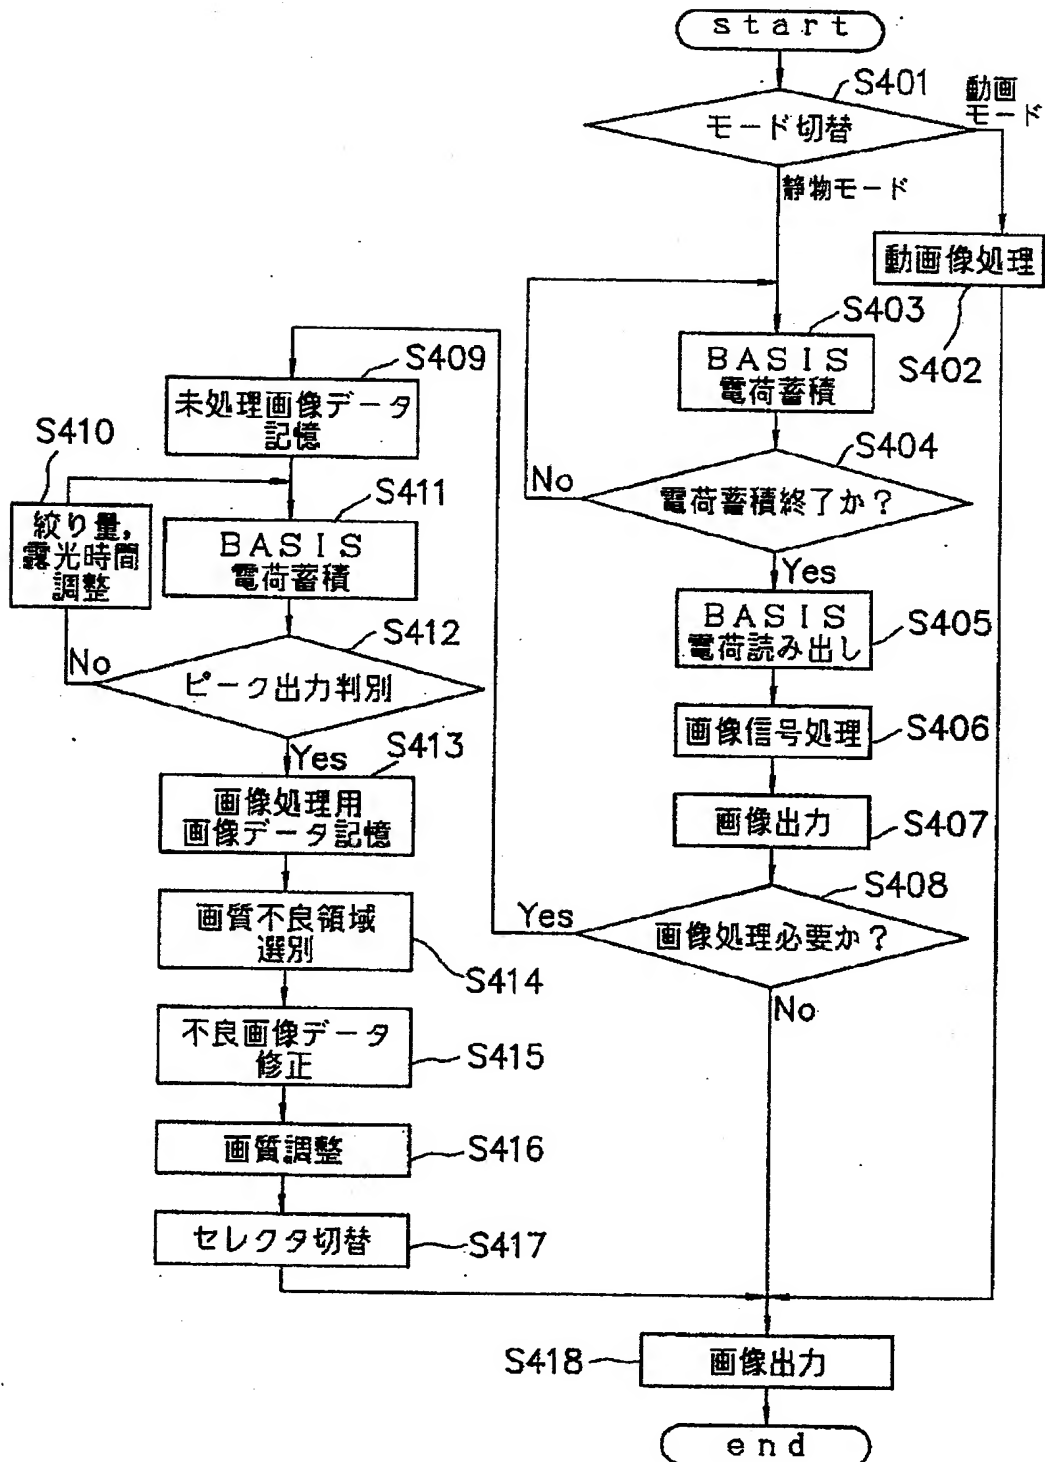 start
S401
モード切替
動画
モード
静物モード
動画像処理
S402
S403
BASIS
電荷蓄積
S404
電荷蓄積終了か?
No
Yes
BASIS
電荷読み出し
S405
画像信号処理
S406
画像出力
S407
S408
画像処理必要か?
Yes
No
S409
未処理画像データ
記憶
S410
絞り量,
露光時間
調整
S411
BASIS
電荷蓄積
S412
ピーク出力判別
No
Yes
S413
画像処理用
画像データ記憶
画質不良領域
選別
S414
不良画像データ
修正
S415
画質調整
S416
セレクタ切替
S417
S418
画像出力
end